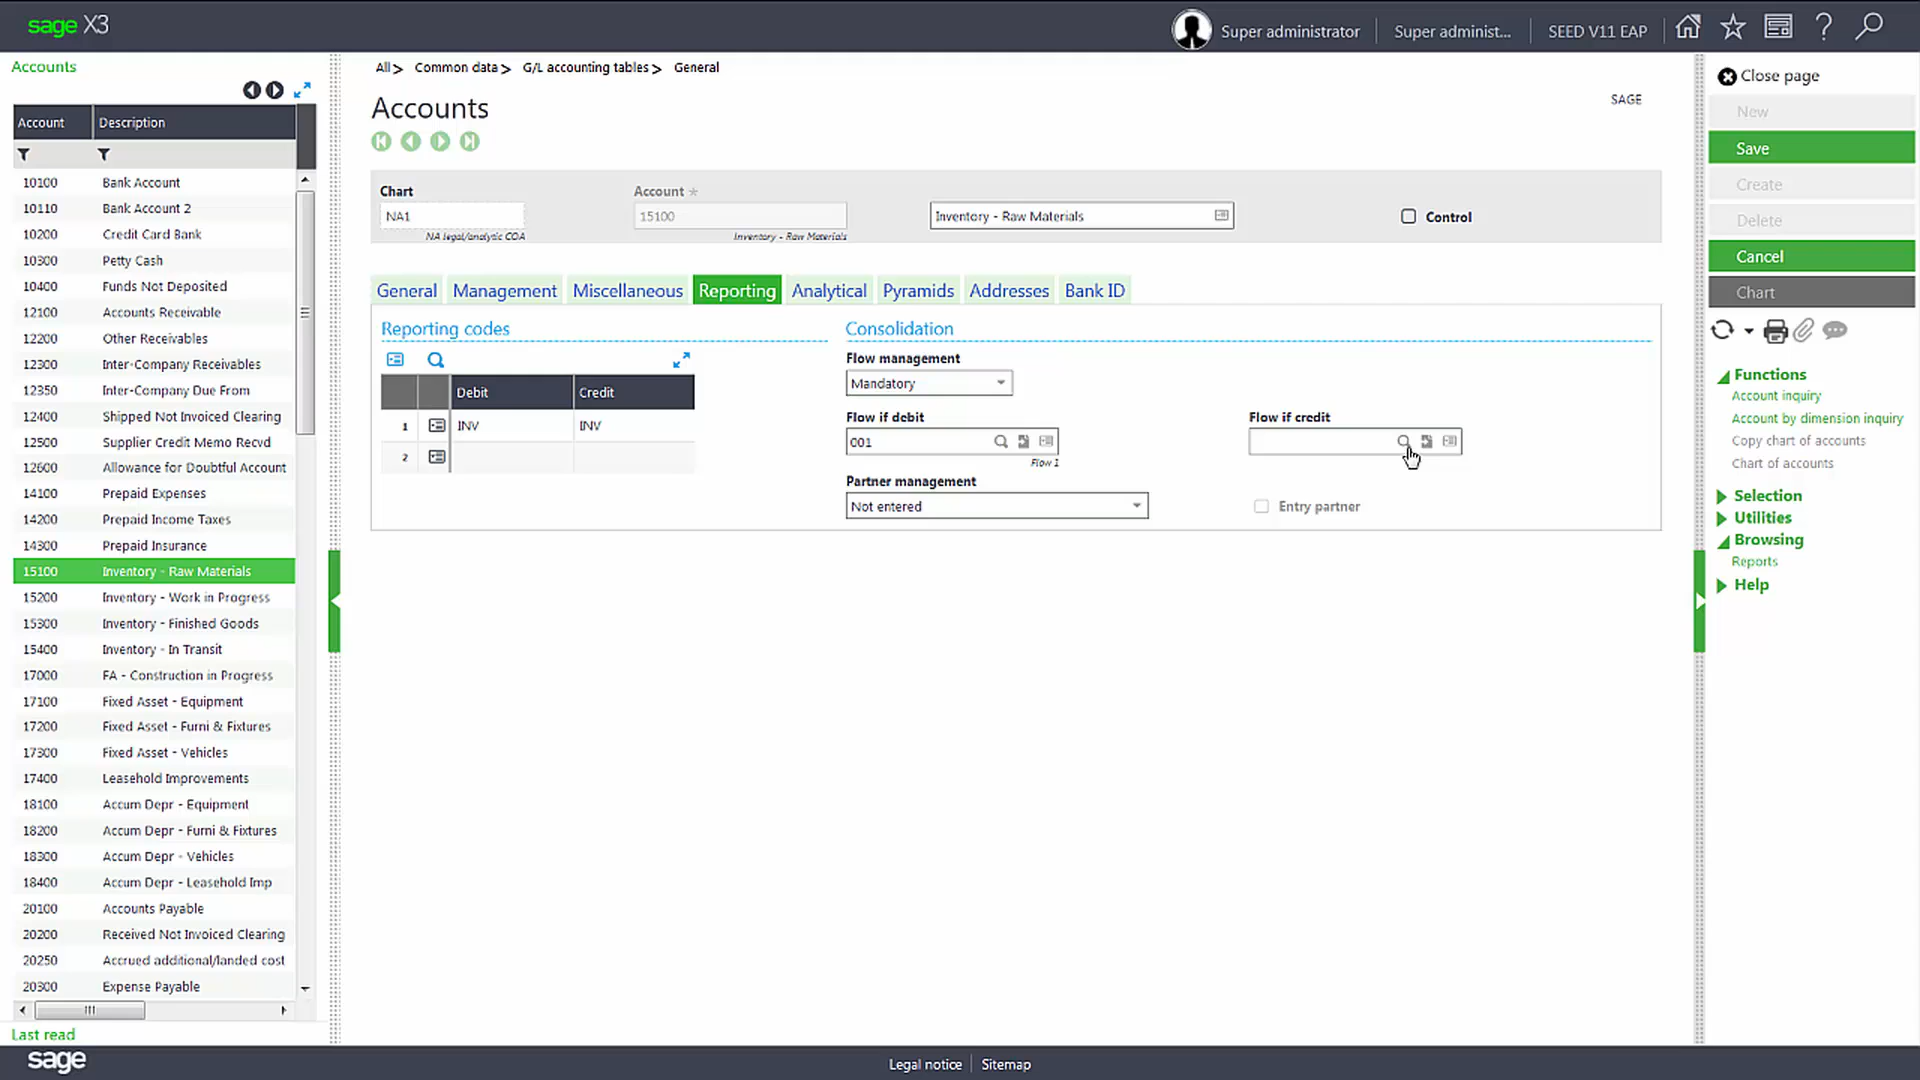 sage X3
Super administrator
Super administ...
SEED V11 EAP
Accounts
Account
Description
10100 Bank Account
10110 Bank Account 2
10200 Credit Card Bank
10300 Petty Cash
10400 Funds Not Deposited
12100 Accounts Receivable
12200 Other Receivables
12300 Inter-Company Receivables
12350 Inter-Company Due From
12400 Shipped Not Invoiced Clearing
12500 Supplier Credit Memo Recvd
12600 Allowance for Doubtful Account
14100 Prepaid Expenses
14200 Prepaid Income Taxes
14300 Prepaid Insurance
15100 Inventory - Raw Materials
15200 Inventory - Work in Progress
15300 Inventory - Finished Goods
15400 Inventory - In Transit
17000 FA - Construction in Progress
17100 Fixed Asset - Equipment
17200 Fixed Asset - Furni & Fixtures
17300 Fixed Asset - Vehicles
17400 Leasehold Improvements
18100 Accum Depr - Equipment
18200 Accum Depr - Furni & Fixtures
18300 Accum Depr - Vehicles
18400 Accum Depr - Leasehold Imp
20100 Accounts Payable
20200 Received Not Invoiced Clearing
20250 Accrued additional/landed cost
20300 Expense Payable
Last read
All > Common data > G/L accounting tables > General
Accounts
SAGE
Chart
NA1
NA legal/analytic COA
Account *
15100
Inventory - Raw Materials
Inventory - Raw Materials
Control
General Management Miscellaneous Reporting Analytical Pyramids Addresses Bank ID
Reporting codes
Debit Credit
1 INV INV
2
Consolidation
Flow management
Mandatory
Flow if debit
001
Flow 1
Flow if credit
Partner management
Not entered
Entry partner
Close page
New
Save
Create
Delete
Cancel
Chart
Functions
Account inquiry
Account by dimension inquiry
Copy chart of accounts
Chart of accounts
Selection
Utilities
Browsing
Reports
Help
sage
Legal notice
Sitemap